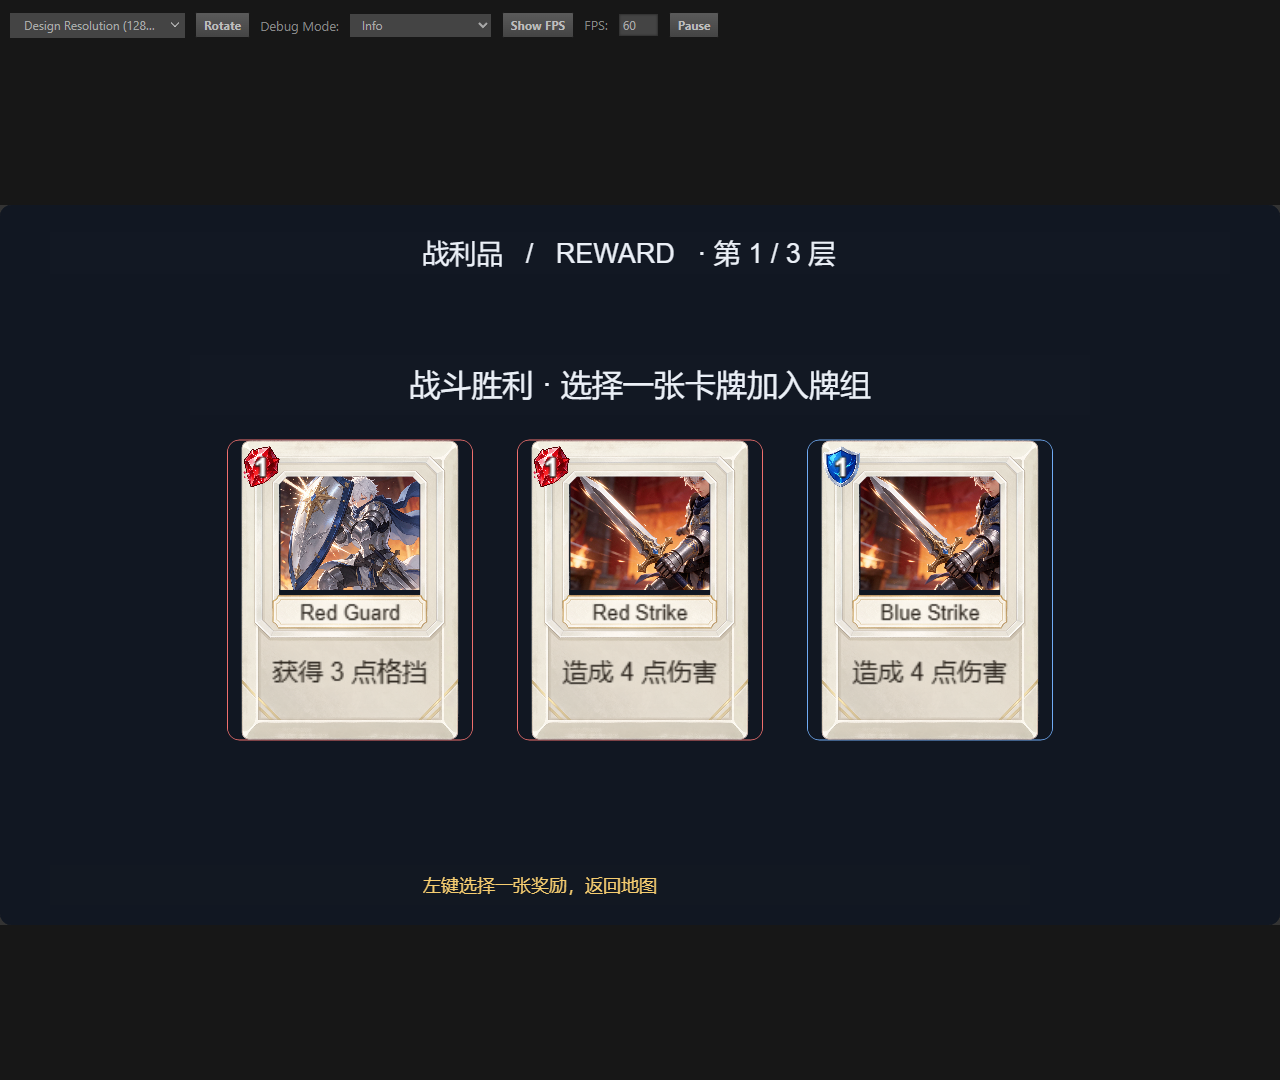 Design Resolution (128... Rotate Debug Mode: Info Show FPS FPS: 60 Pause
战利品 / REWARD · 第 1 / 3 层
战斗胜利 · 选择一张卡牌加入牌组
1
Red Guard
获得 3 点格挡
1
Red Strike
造成 4 点伤害
1
Blue Strike
造成 4 点伤害
左键选择一张奖励，返回地图